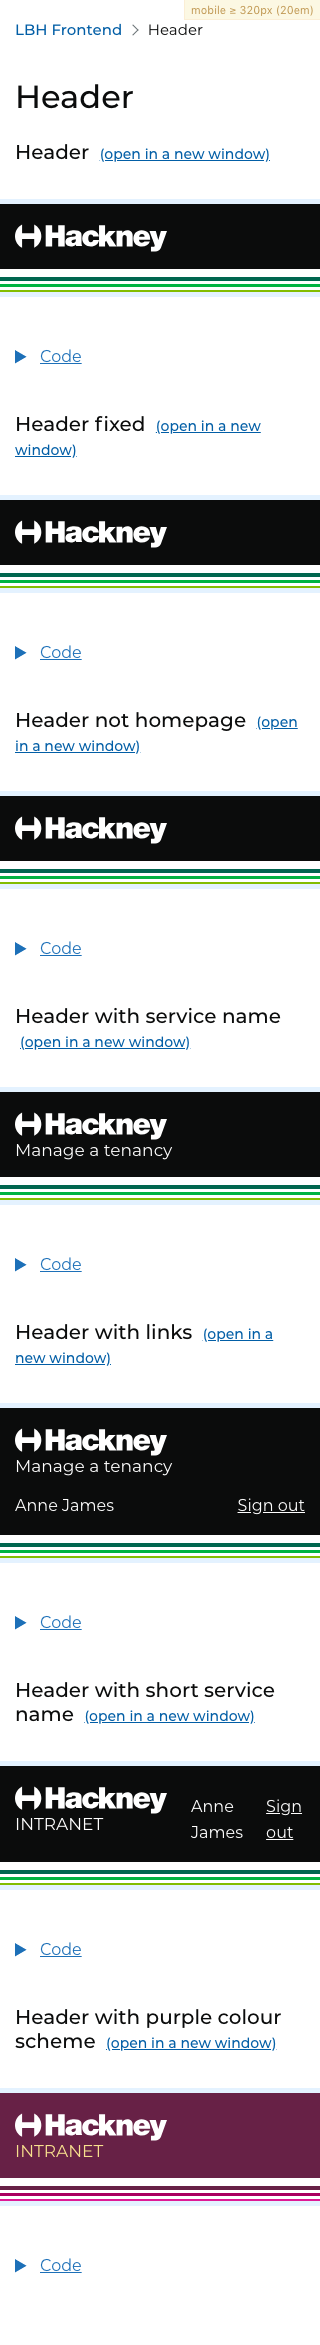 mobile ≥ 320px (20em)
LBH Frontend > Header
Header
Header (open in a new window)
Hackney
Code
Header fixed (open in a new
window)
Hackney
Code
Header not homepage (open
in a new window)
Hackney
Code
Header with service name
(open in a new window)
Hackney
Manage a tenancy
Code
Header with links (open in a
new window)
Hackney
Manage a tenancy
Anne James Sign out
Code
Header with short service
name (open in a new window)
Hackney
INTRANET
Anne
James
Sign
out
Code
Header with purple colour
scheme (open in a new window)
Hackney
INTRANET
Code